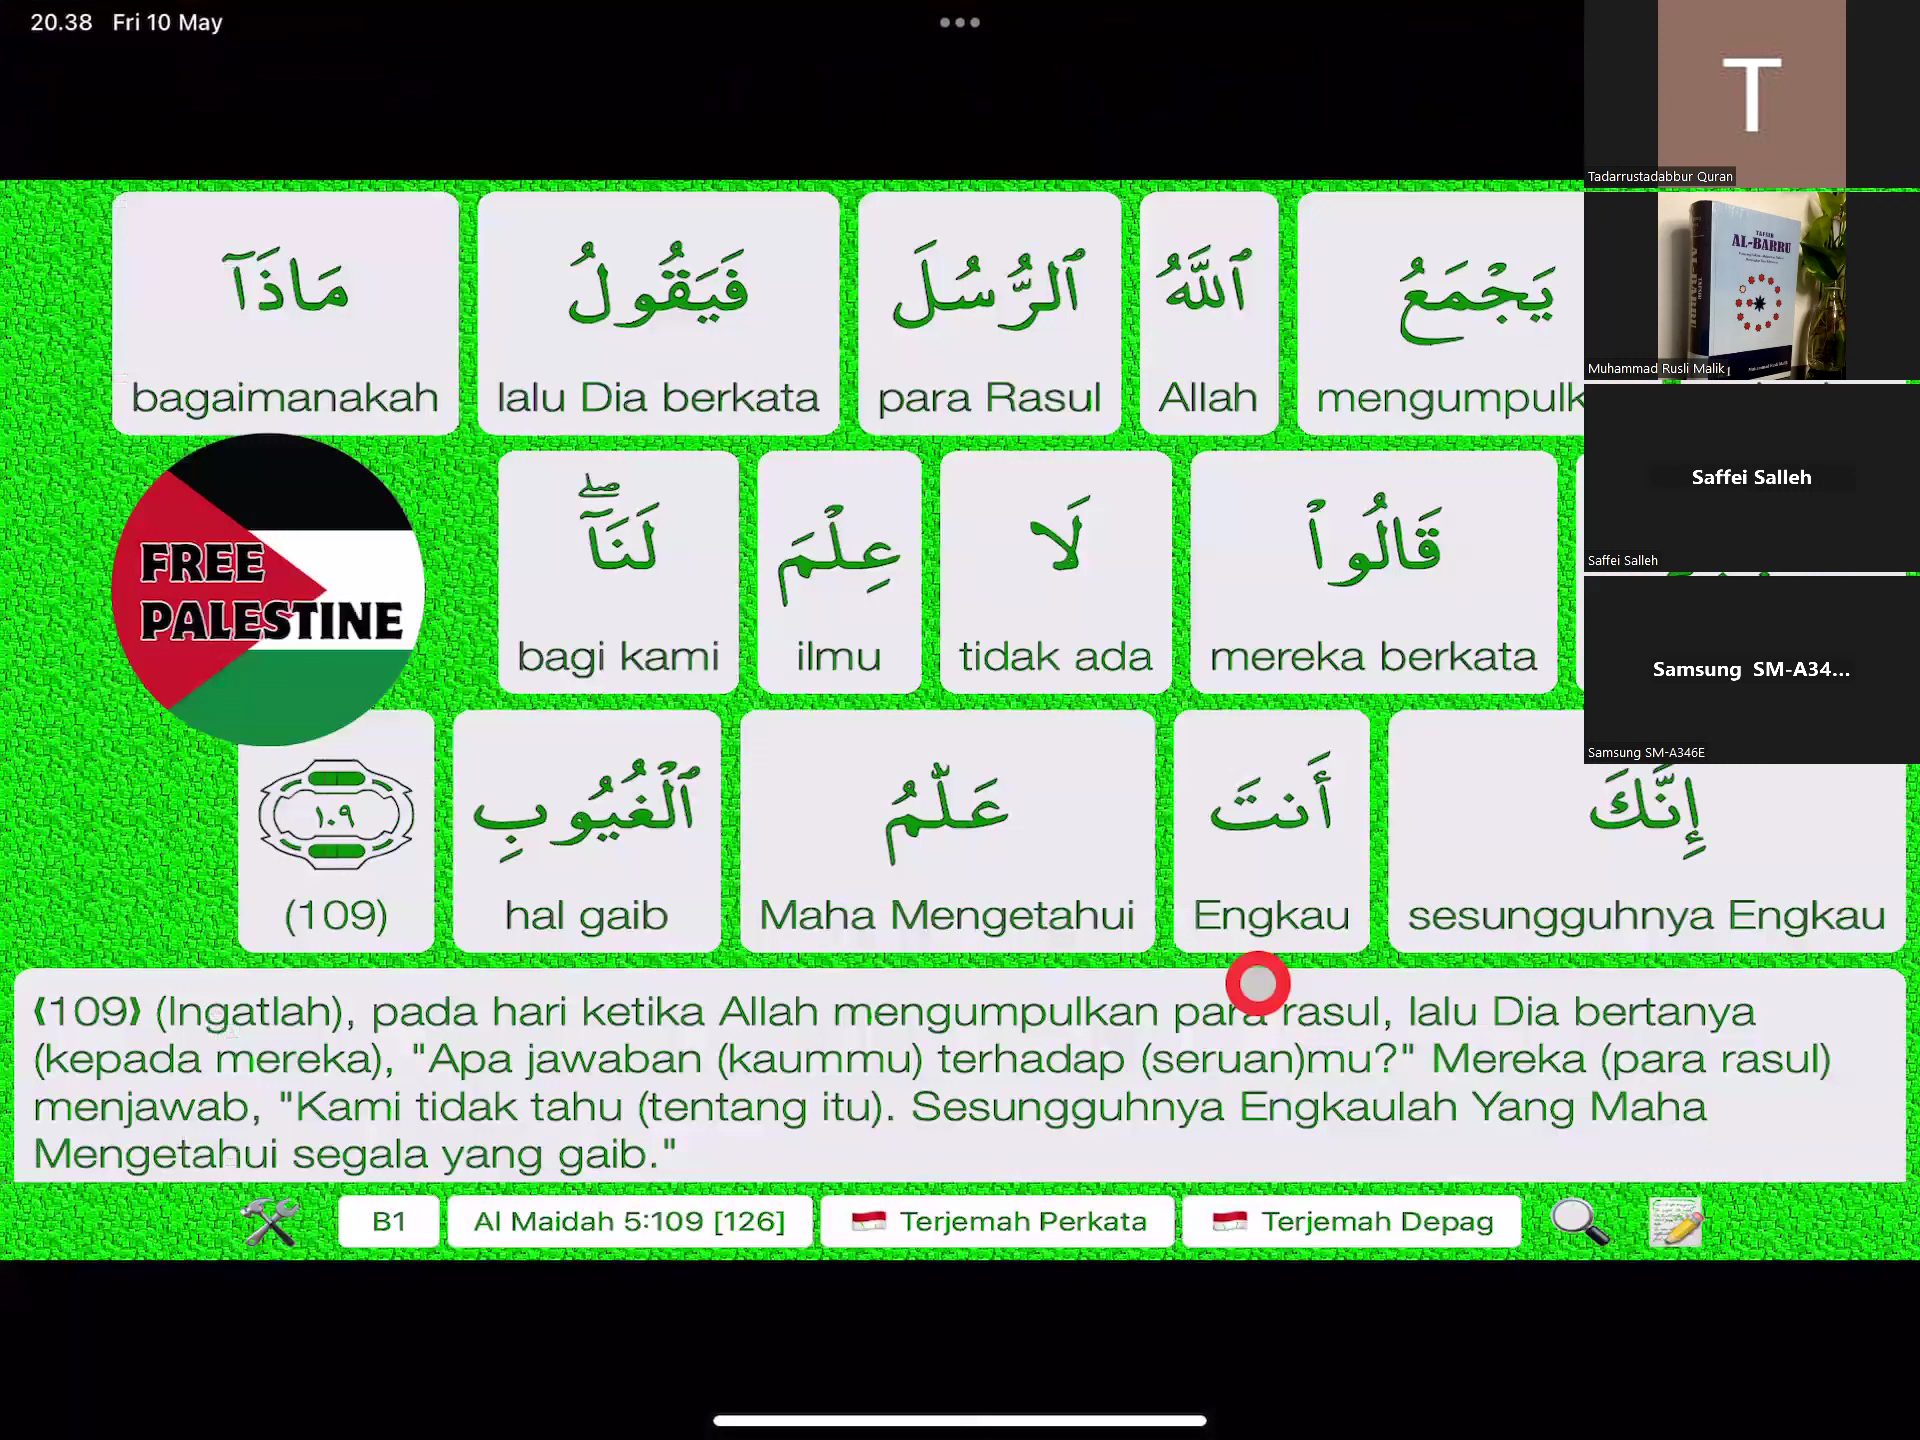 20.38 Fri 10 May
T
Tadarrustadabbur Quran
TAFSIR
AL-BARRU
Muhammad Rusli Malik
Saffei Salleh
Saffei Salleh
Samsung SM-A34...
Samsung SM-A346E
يَجْمَعُ ٱللَّهُ ٱلرُّسُلَ فَيَقُولُ مَاذَآ
bagaimanakah lalu Dia berkata para Rasul Allah mengumpulk
FREE
PALESTINE
قَالُوا۟ لَا عِلْمَ لَنَآ ۖ
bagi kami ilmu tidak ada mereka berkata
إِنَّكَ أَنتَ عَلَّٰمُ ٱلْغُيُوبِ ١٠٩
(109) hal gaib Maha Mengetahui Engkau sesungguhnya Engkau
⟨109⟩ (Ingatlah), pada hari ketika Allah mengumpulkan para rasul, lalu Dia bertanya
(kepada mereka), "Apa jawaban (kaummu) terhadap (seruan)mu?" Mereka (para rasul)
menjawab, "Kami tidak tahu (tentang itu). Sesungguhnya Engkaulah Yang Maha
Mengetahui segala yang gaib."
B1 Al Maidah 5:109 [126] Terjemah Perkata Terjemah Depag